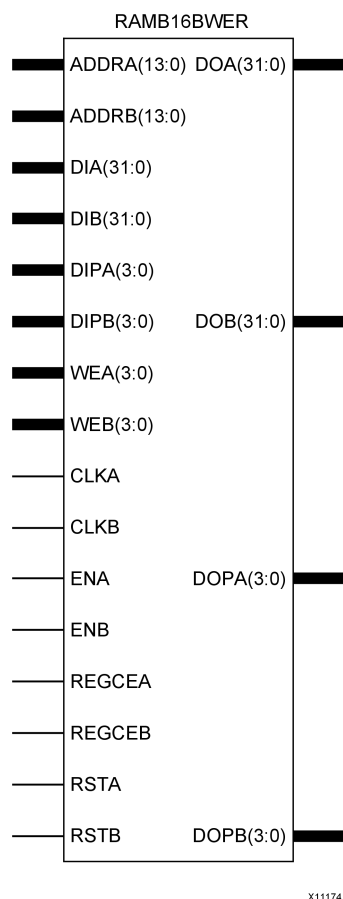 RAMB16BWER
ADDRA(13:0) DOA(31:0)
ADDRB(13:0)
DIA(31:0)
DIB(31:0)
DIPA(3:0)
DIPB(3:0) DOB(31:0)
WEA(3:0)
WEB(3:0)
CLKA
CLKB
ENA DOPA(3:0)
ENB
REGCEA
REGCEB
RSTA
RSTB DOPB(3:0)
X11174